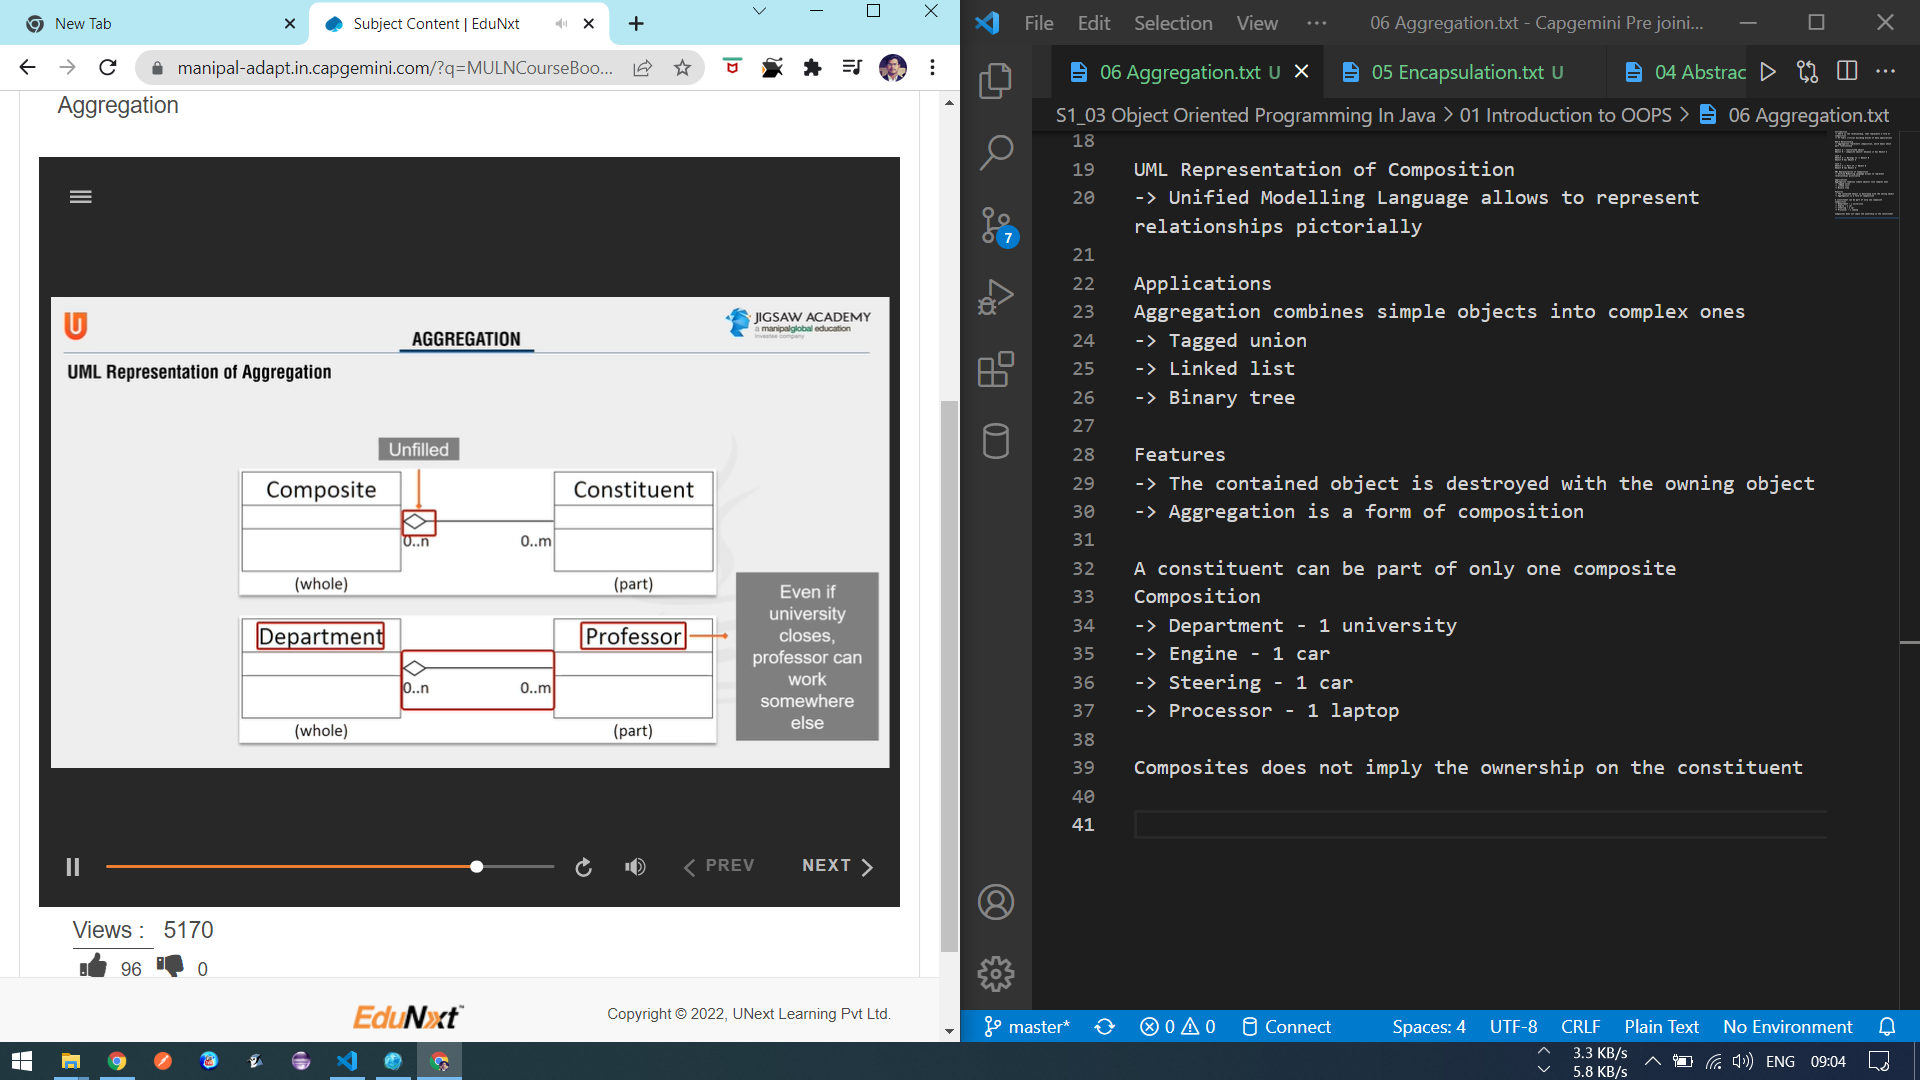 New Tab
Subject Content | EduNxt
manipal-adapt.in.capgemini.com/?q=MULNCourseBoo...
Aggregation
JIGSAW ACADEMY
a manipalglobal education
investee company
AGGREGATION
UML Representation of Aggregation
Unfilled
Composite
Constituent
0..n
0..m
(whole)
(part)
Department
Professor
0..n
0..m
(whole)
(part)
Even if
university
closes,
professor can
work
somewhere
else
PREV
NEXT
Views : 5170
96
0
EduNxt™
Copyright © 2022, UNext Learning Pvt Ltd.
File Edit Selection View ··· 06 Aggregation.txt - Capgemini Pre joini...
06 Aggregation.txt U
05 Encapsulation.txt U
04 Abstrac
S1_03 Object Oriented Programming In Java > 01 Introduction to OOPS > 06 Aggregation.txt
18
19 UML Representation of Composition
20 -> Unified Modelling Language allows to represent
relationships pictorially
21
22 Applications
23 Aggregation combines simple objects into complex ones
24 -> Tagged union
25 -> Linked list
26 -> Binary tree
27
28 Features
29 -> The contained object is destroyed with the owning object
30 -> Aggregation is a form of composition
31
32 A constituent can be part of only one composite
33 Composition
34 -> Department - 1 university
35 -> Engine - 1 car
36 -> Steering - 1 car
37 -> Processor - 1 laptop
38
39 Composites does not imply the ownership on the constituent
40
41
7
master* 0 0 Connect Spaces: 4 UTF-8 CRLF Plain Text No Environment
3.3 KB/s
5.8 KB/s
ENG 09:04